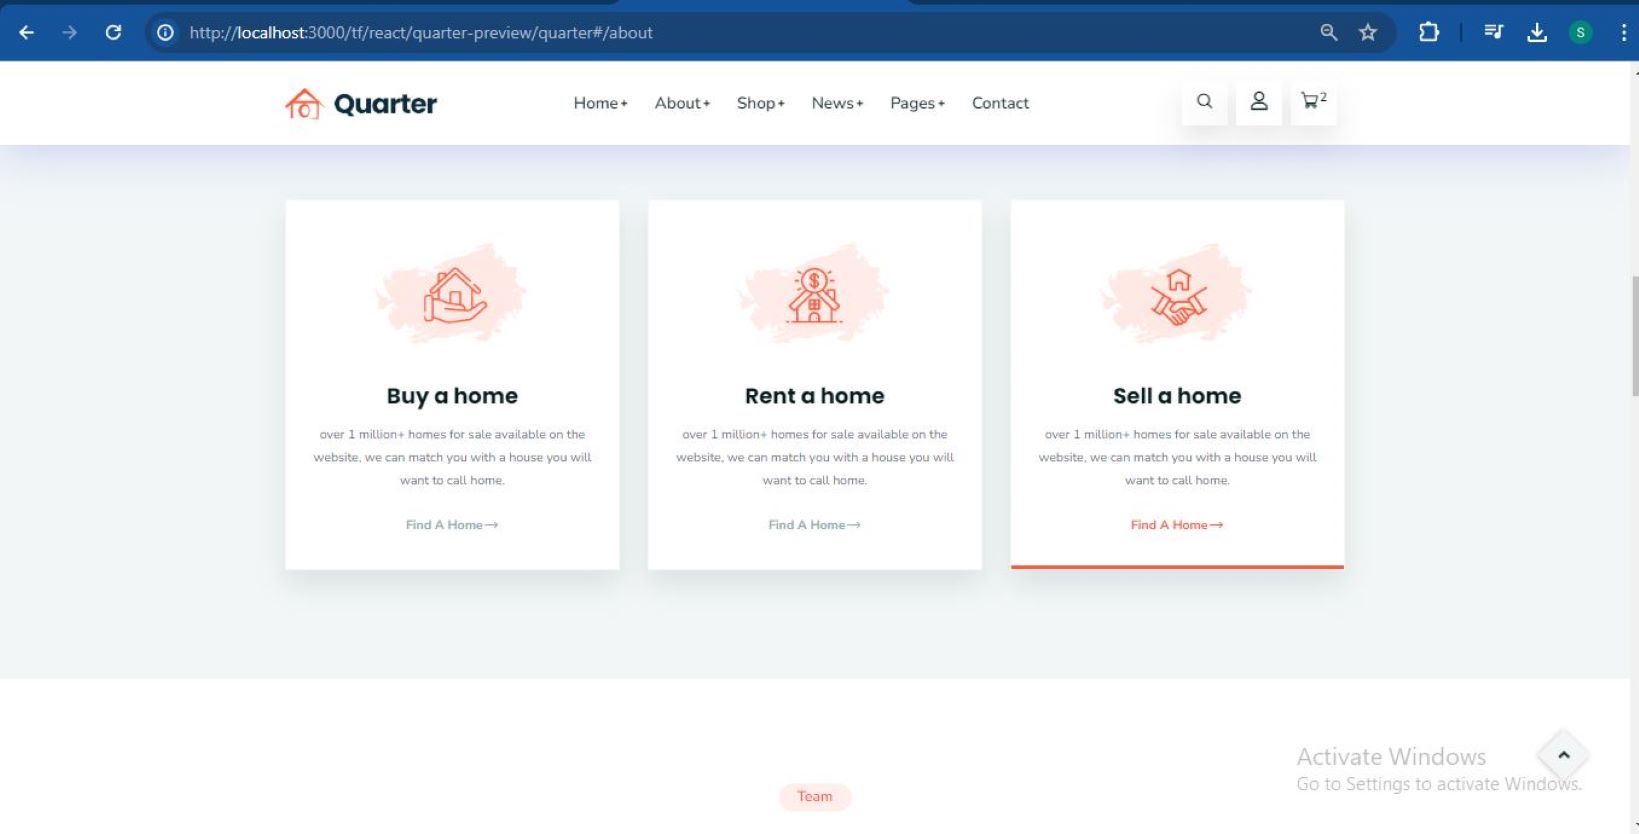 http://localhost:3000/tf/react/quarter-preview/quarter#/about
S
Quarter
Home+ About+ Shop+ News+ Pages+ Contact
2
Buy a home
over 1 million+ homes for sale available on the
website, we can match you with a house you will
want to call home.
Find A Home→
Rent a home
over 1 million+ homes for sale available on the
website, we can match you with a house you will
want to call home.
Find A Home→
Sell a home
over 1 million+ homes for sale available on the
website, we can match you with a house you will
want to call home.
Find A Home→
Team
Activate Windows
Go to Settings to activate Windows.